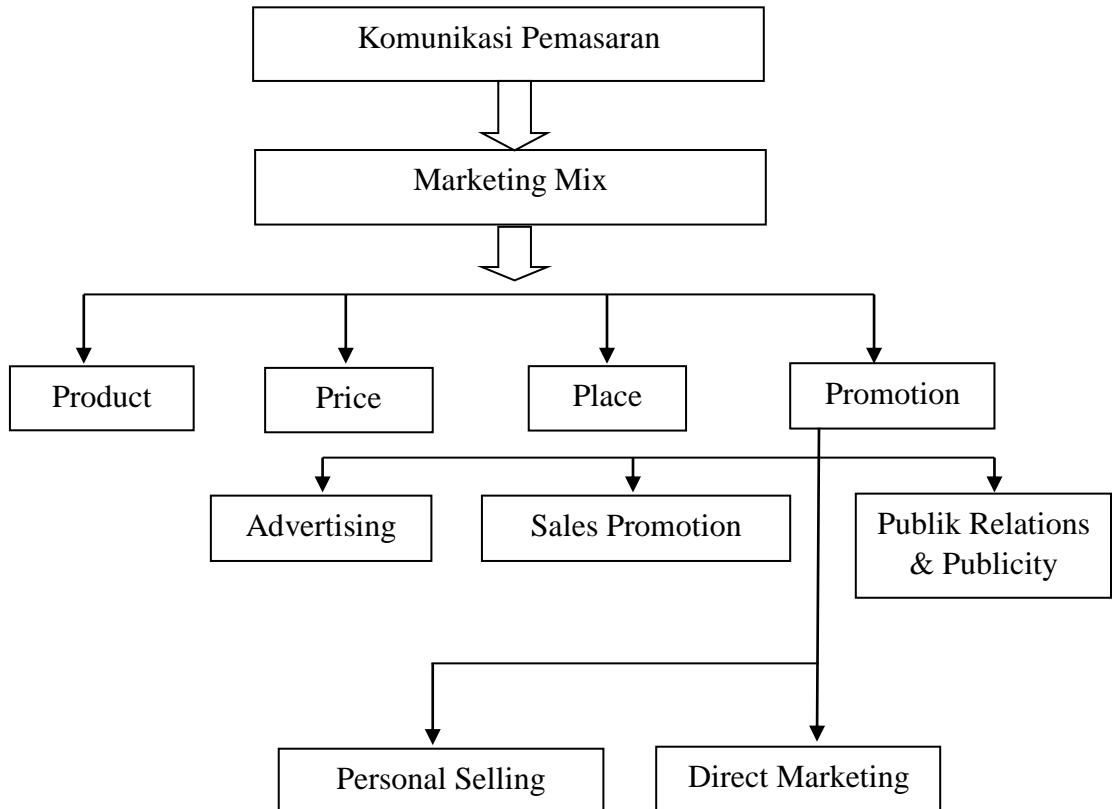 Komunikasi Pemasaran
Marketing Mix
Product
Price
Place
Promotion
Advertising
Sales Promotion
Publik Relations
& Publicity
Personal Selling
Direct Marketing